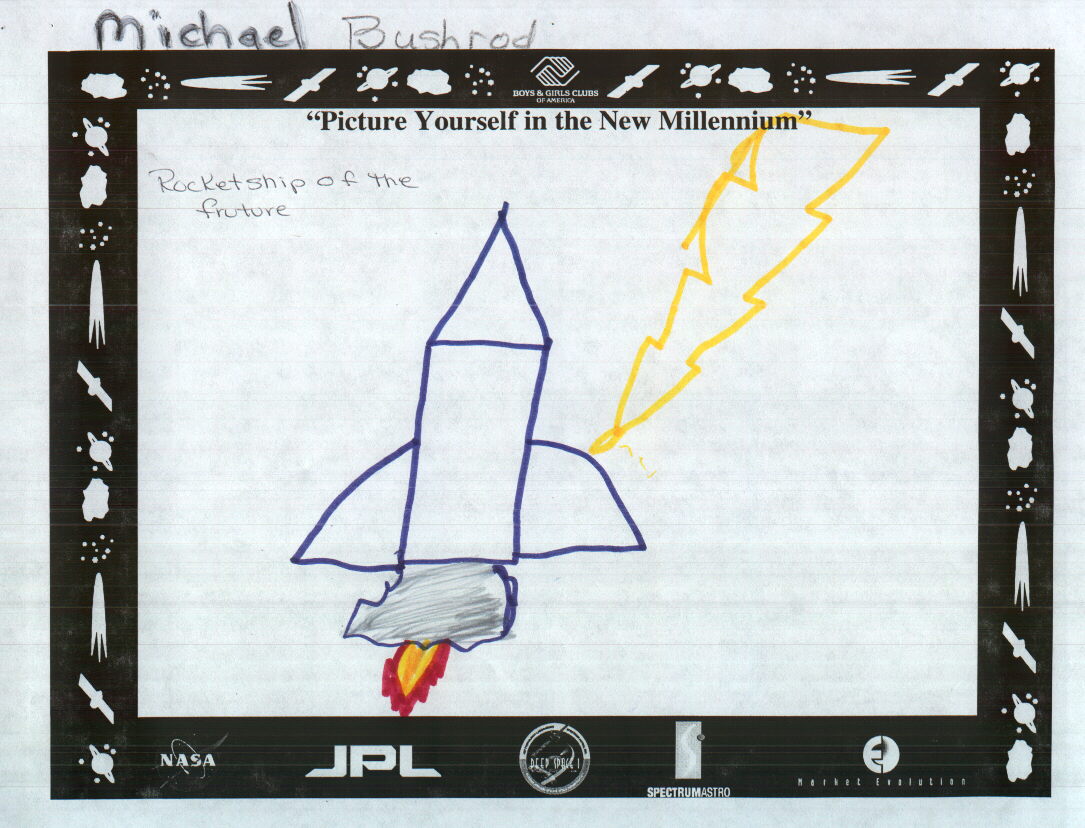 Michael Bushrod
BOYS & GIRLS CLUBS
OF AMERICA
“Picture Yourself in the New Millennium”
Rocketship of the
fruture
NASA
JPL
DEEP SPACE 1
SPECTRUMASTRO
Market Evolution